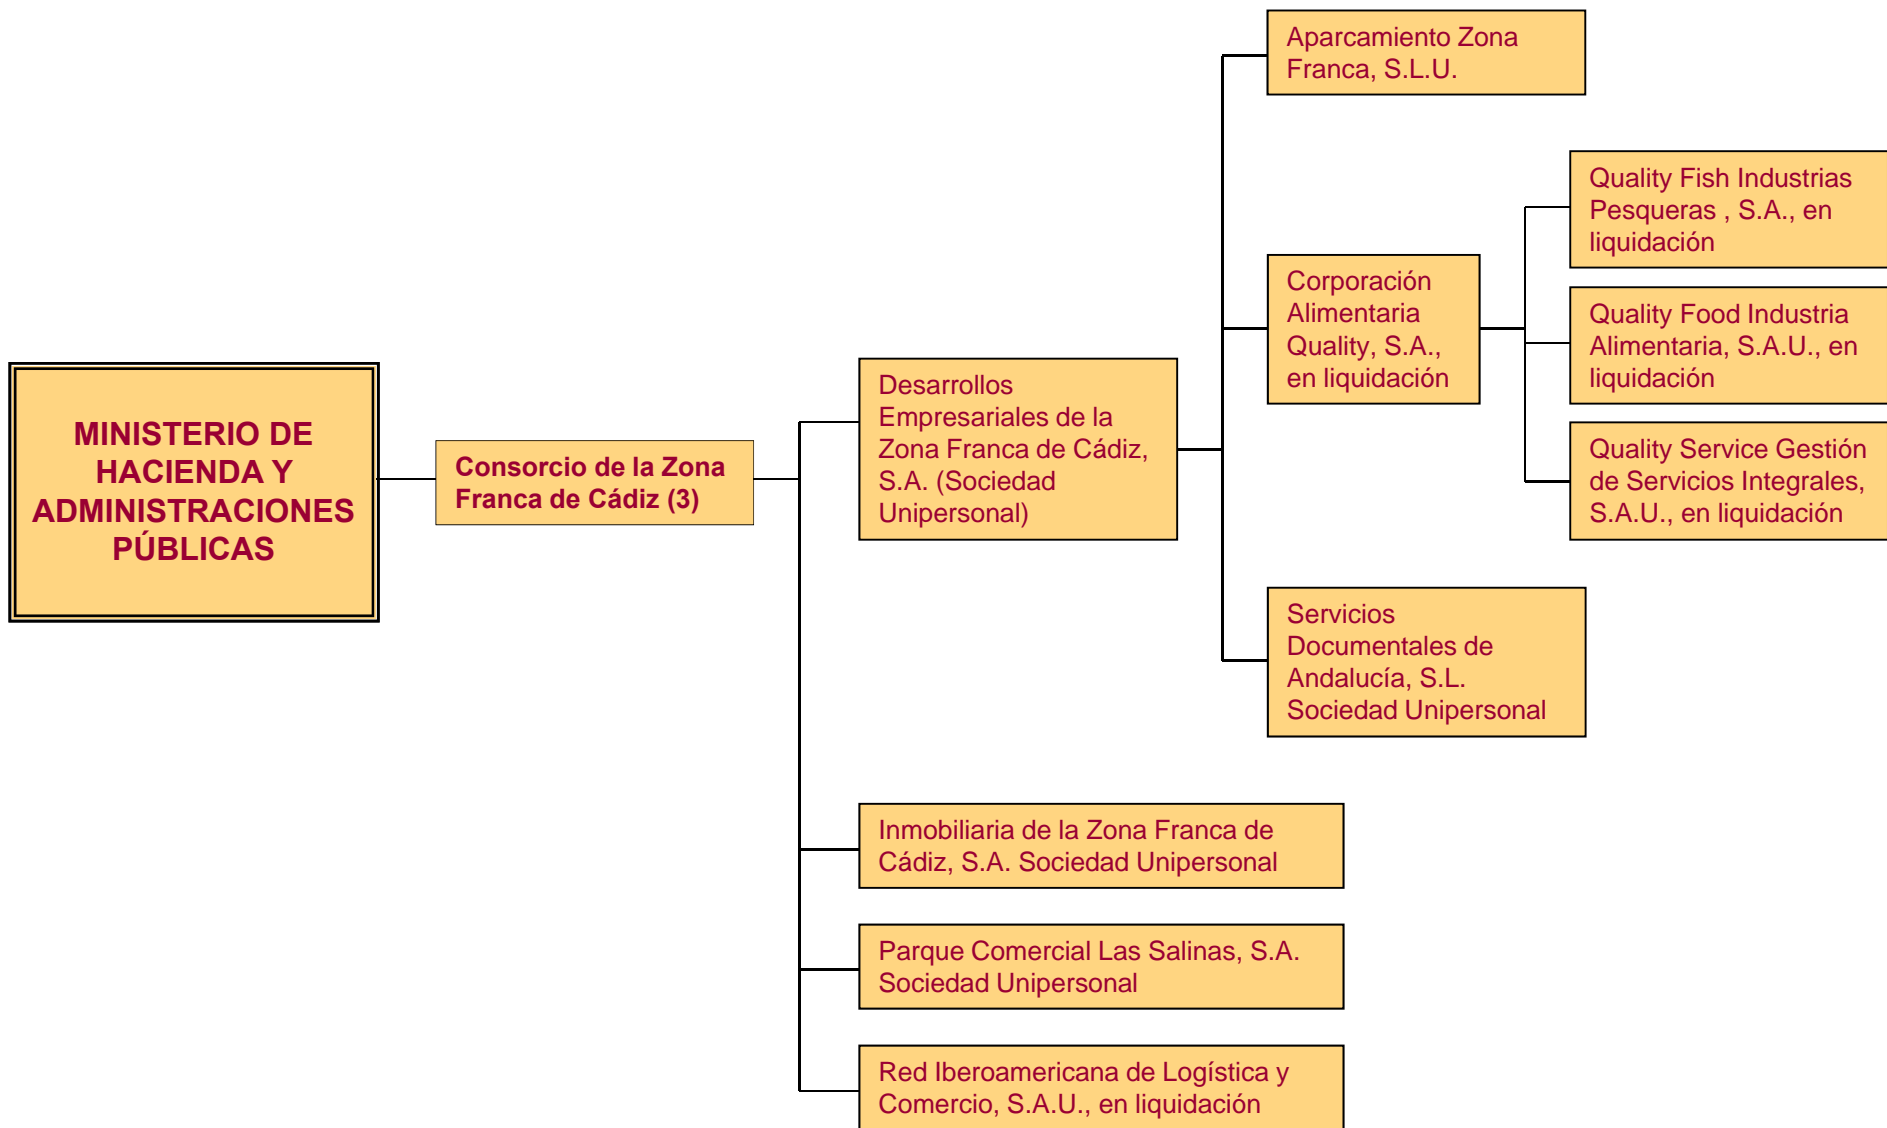 MINISTERIO DE
HACIENDA Y
ADMINISTRACIONES
PÚBLICAS
Consorcio de la Zona
Franca de Cádiz (3)
Desarrollos
Empresariales de la
Zona Franca de Cádiz,
S.A. (Sociedad
Unipersonal)
Aparcamiento Zona
Franca, S.L.U.
Corporación
Alimentaria
Quality, S.A.,
en liquidación
Quality Fish Industrias
Pesqueras , S.A., en
liquidación
Quality Food Industria
Alimentaria, S.A.U., en
liquidación
Quality Service Gestión
de Servicios Integrales,
S.A.U., en liquidación
Servicios
Documentales de
Andalucía, S.L.
Sociedad Unipersonal
Inmobiliaria de la Zona Franca de
Cádiz, S.A. Sociedad Unipersonal
Parque Comercial Las Salinas, S.A.
Sociedad Unipersonal
Red Iberoamericana de Logística y
Comercio, S.A.U., en liquidación